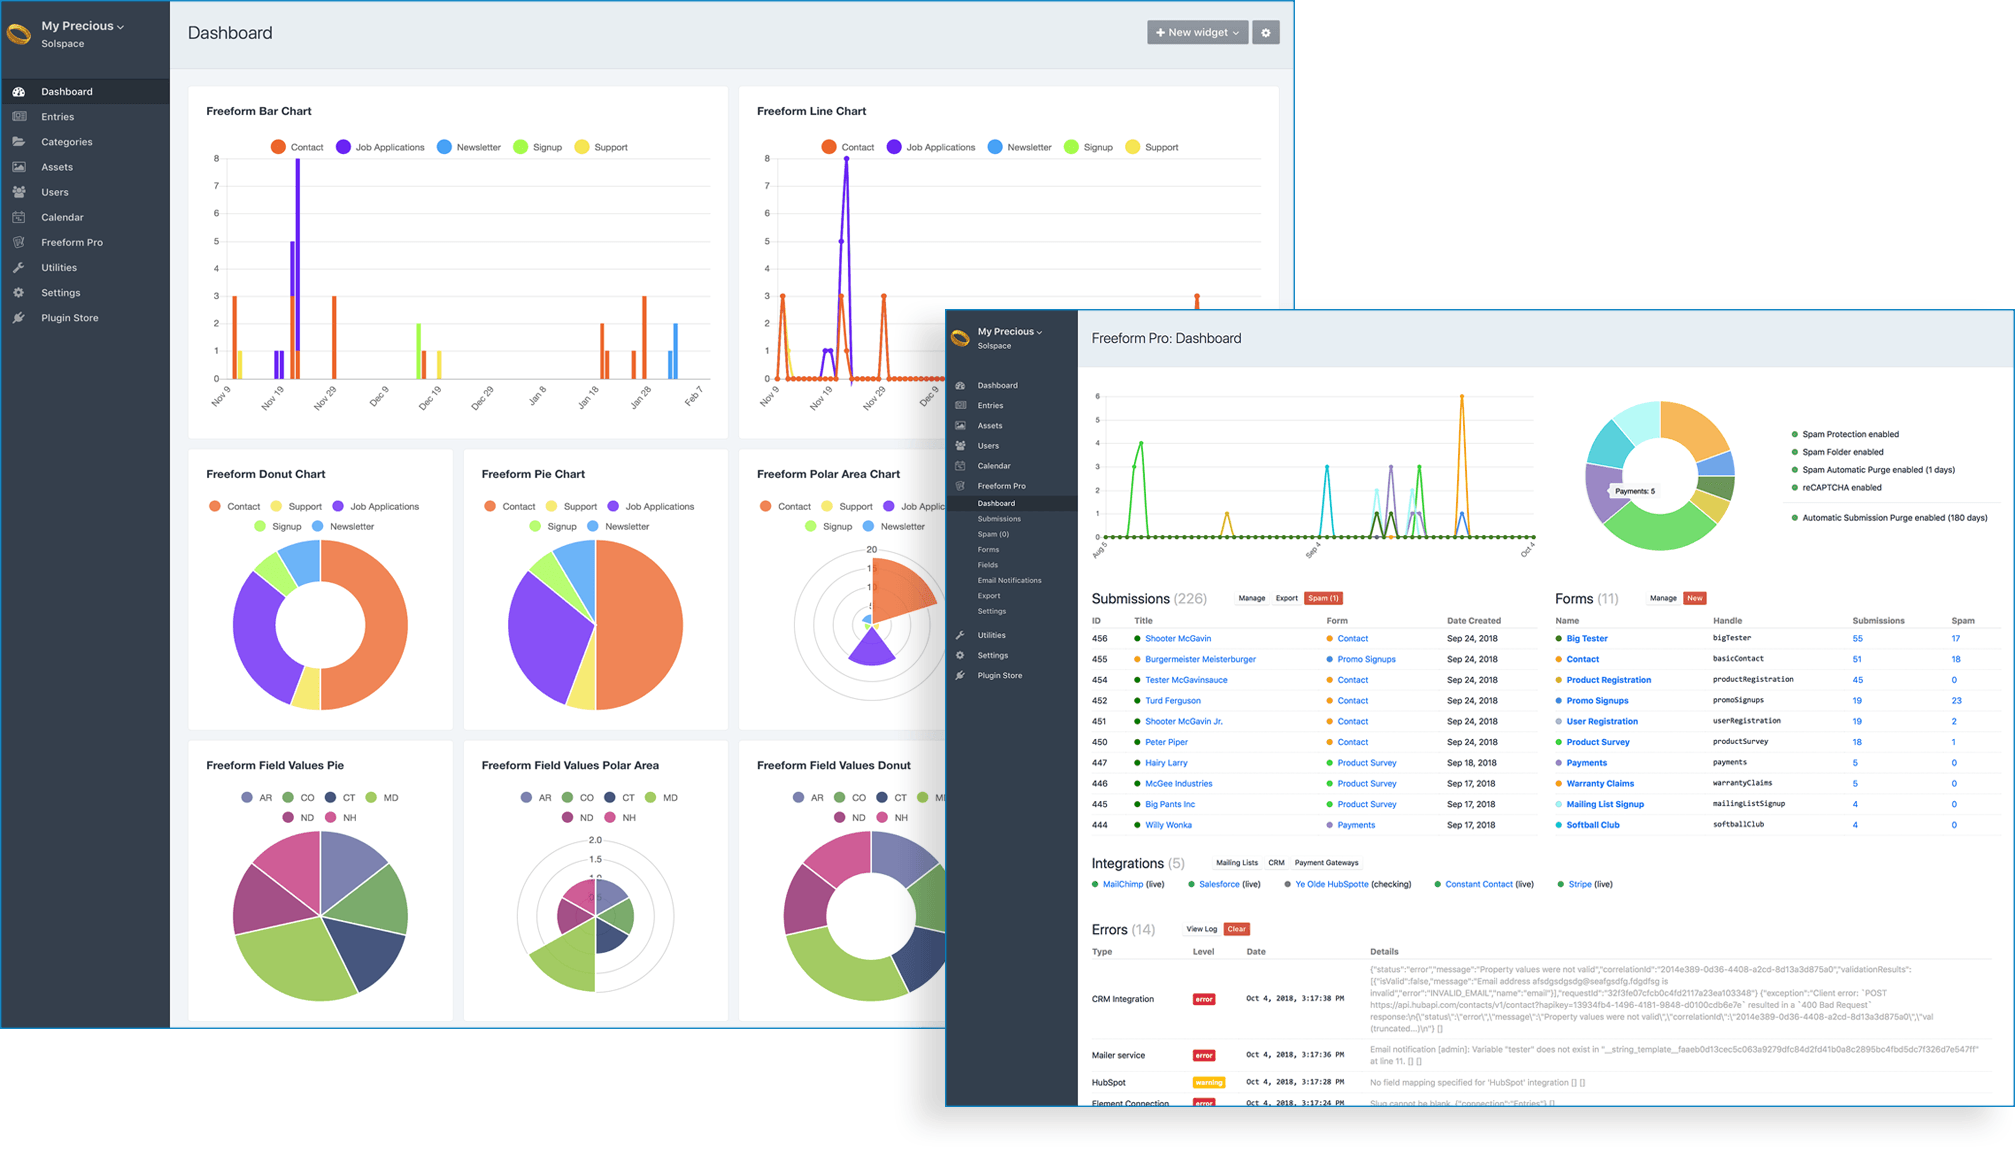 My Precious
Solspace
Dashboard
Entries
Categories
Assets
Users
Calendar
Freeform Pro
Utilities
Settings
Plugin Store
Dashboard
+ New widget
Freeform Bar Chart
Contact Job Applications Newsletter Signup Support
8
7
6
5
4
3
2
1
0
Nov 9 Nov 19 Nov 29 Dec 9 Dec 19 Dec 29 Jan 8 Jan 18 Jan 28 Feb 7
Freeform Line Chart
Contact Job Applications Newsletter Signup Support
8
7
6
5
4
3
2
1
0
Nov 9 Nov 19 Nov 29 Dec 9
Freeform Donut Chart
Contact Support Job Applications
Signup Newsletter
Freeform Pie Chart
Contact Support Job Applications
Signup Newsletter
Freeform Polar Area Chart
Contact Support Job Applic
Signup Newsletter
20
15
10
5
Freeform Field Values Pie
AR CO CT MD
ND NH
Freeform Field Values Polar Area
AR CO CT MD
ND NH
2.0
1.5
1.0
Freeform Field Values Donut
AR CO CT M
ND NH
My Precious
Solspace
Dashboard
Entries
Assets
Users
Calendar
Freeform Pro
Dashboard
Submissions
Spam (0)
Forms
Fields
Email Notifications
Export
Settings
Utilities
Settings
Plugin Store
Freeform Pro: Dashboard
6
5
4
3
2
1
0
Aug 5 Sep 4 Oct 4
Payments: 5
Spam Protection enabled
Spam Folder enabled
Spam Automatic Purge enabled (1 days)
reCAPTCHA enabled
Automatic Submission Purge enabled (180 days)
Submissions (226) Manage Export Spam (1)
ID Title Form Date Created
456 Shooter McGavin Contact Sep 24, 2018
455 Burgermeister Meisterburger Promo Signups Sep 24, 2018
454 Tester McGavinsauce Contact Sep 24, 2018
452 Turd Ferguson Contact Sep 24, 2018
451 Shooter McGavin Jr. Contact Sep 24, 2018
450 Peter Piper Contact Sep 24, 2018
447 Hairy Larry Product Survey Sep 18, 2018
446 McGee Industries Product Survey Sep 17, 2018
445 Big Pants Inc Product Survey Sep 17, 2018
444 Willy Wonka Payments Sep 17, 2018
Forms (11) Manage New
Name Handle Submissions Spam
Big Tester bigTester 55 17
Contact basicContact 51 18
Product Registration productRegistration 45 0
Promo Signups promoSignups 19 23
User Registration userRegistration 19 2
Product Survey productSurvey 18 1
Payments payments 5 0
Warranty Claims warrantyClaims 5 0
Mailing List Signup mailingListSignup 4 0
Softball Club softballClub 4 0
Integrations (5) Mailing Lists CRM Payment Gateways
MailChimp (live) Salesforce (live) Ye Olde HubSpotte (checking) Constant Contact (live) Stripe (live)
Errors (14) View Log Clear
Type Level Date Details
CRM Integration error Oct 4, 2018, 3:17:38 PM
{"status":"error","message":"Property values were not valid","correlationId":"2014e389-0d36-4408-a2cd-8d13a3d875a0","validationResults":
[{"isValid":false,"message":"Email address afsdgsdgsdg@seafgsdfg.fdgdfsg is
invalid","error":"INVALID_EMAIL","name":"email"}],"requestId":"32f3fe07cfcb0c4fd2117a23ea103348"} {"exception":"Client error: `POST
https://api.hubapi.com/contacts/v1/contact?hapikey=13934fb4-1496-4181-9848-d0100cdb6e7e` resulted in a `400 Bad Request`
response:\n{\"status\":\"error\",\"message\":\"Property values were not valid\",\"correlationId\":\"2014e389-0d36-4408-a2cd-8d13a3d875a0\",\"val
(truncated...)\n"} []
Mailer service error Oct 4, 2018, 3:17:36 PM
Email notification [admin]: Variable "tester" does not exist in "__string_template__faaeb0d13cec5c063a9279dfc84d2fd41b0a8c2895bc4fbd5dc7f326d7e547ff"
at line 11. [] []
HubSpot warning Oct 4, 2018, 3:17:28 PM No field mapping specified for 'HubSpot' integration [] []
Element Connection error Oct 4, 2018, 3:17:24 PM Slug cannot be blank. {"connection":"Entries"} []